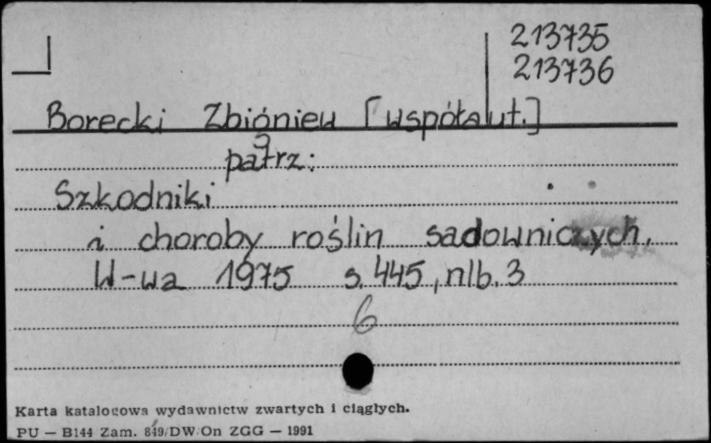 213735
213736
Borecki Zbigniew [współaut.]
patrz:
Szkodniki
i choroby roślin sadowniczych.
W-wa 1975 s. 445, nlb. 3
6
Karta katalogowa wydawnictw zwartych i ciągłych.
PU — B144 Zam. 849/DW/On ZGG — 1991